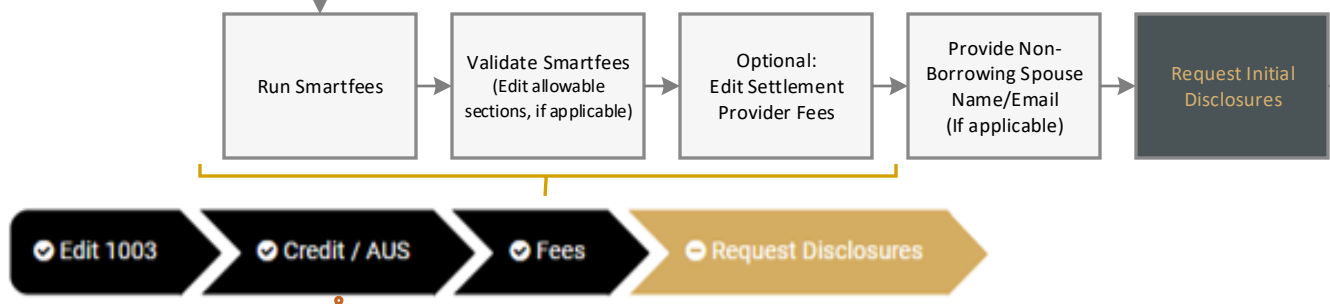 Run Smartfees
Validate Smartfees
(Edit allowable
sections, if applicable)
Optional:
Edit Settlement
Provider Fees
Provide Non-
Borrowing Spouse
Name/Email
(If applicable)
Request Initial
Disclosures
Edit 1003
Credit / AUS
Fees
Request Disclosures